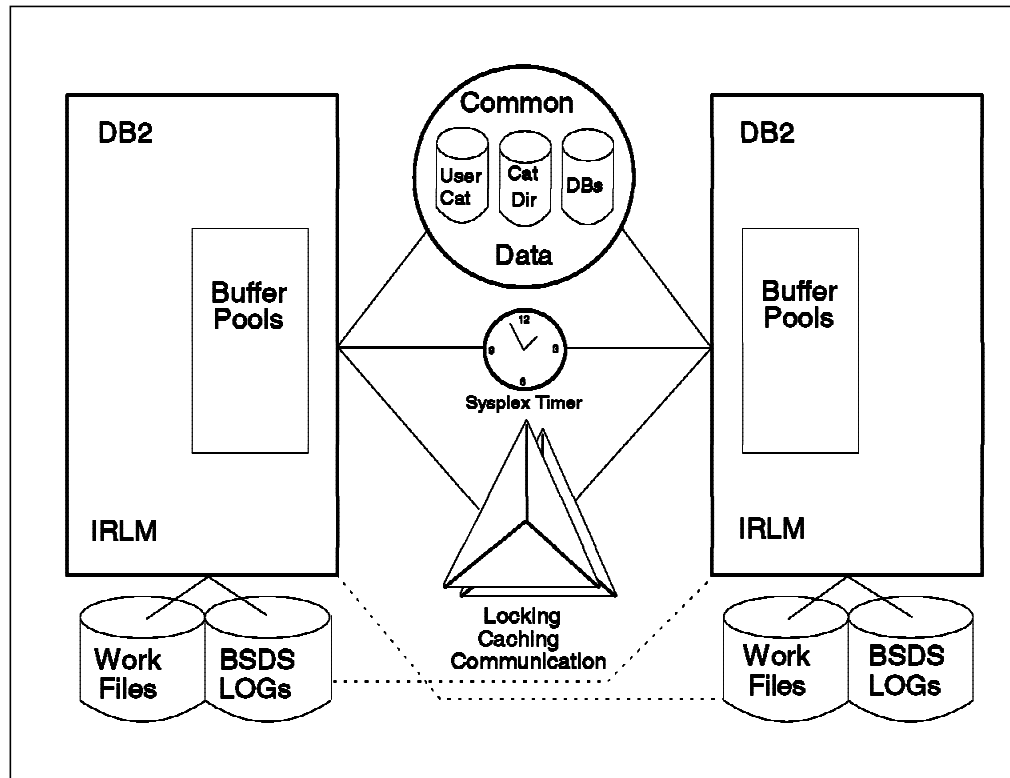 DB2
Buffer
Pools
IRLM
Work
Files
BSDS
LOGs
Common
User
Cat
Cat
Dir
DBs
Data
12
9
3
6
Sysplex Timer
Locking
Caching
Communication
DB2
Buffer
Pools
IRLM
Work
Files
BSDS
LOGs